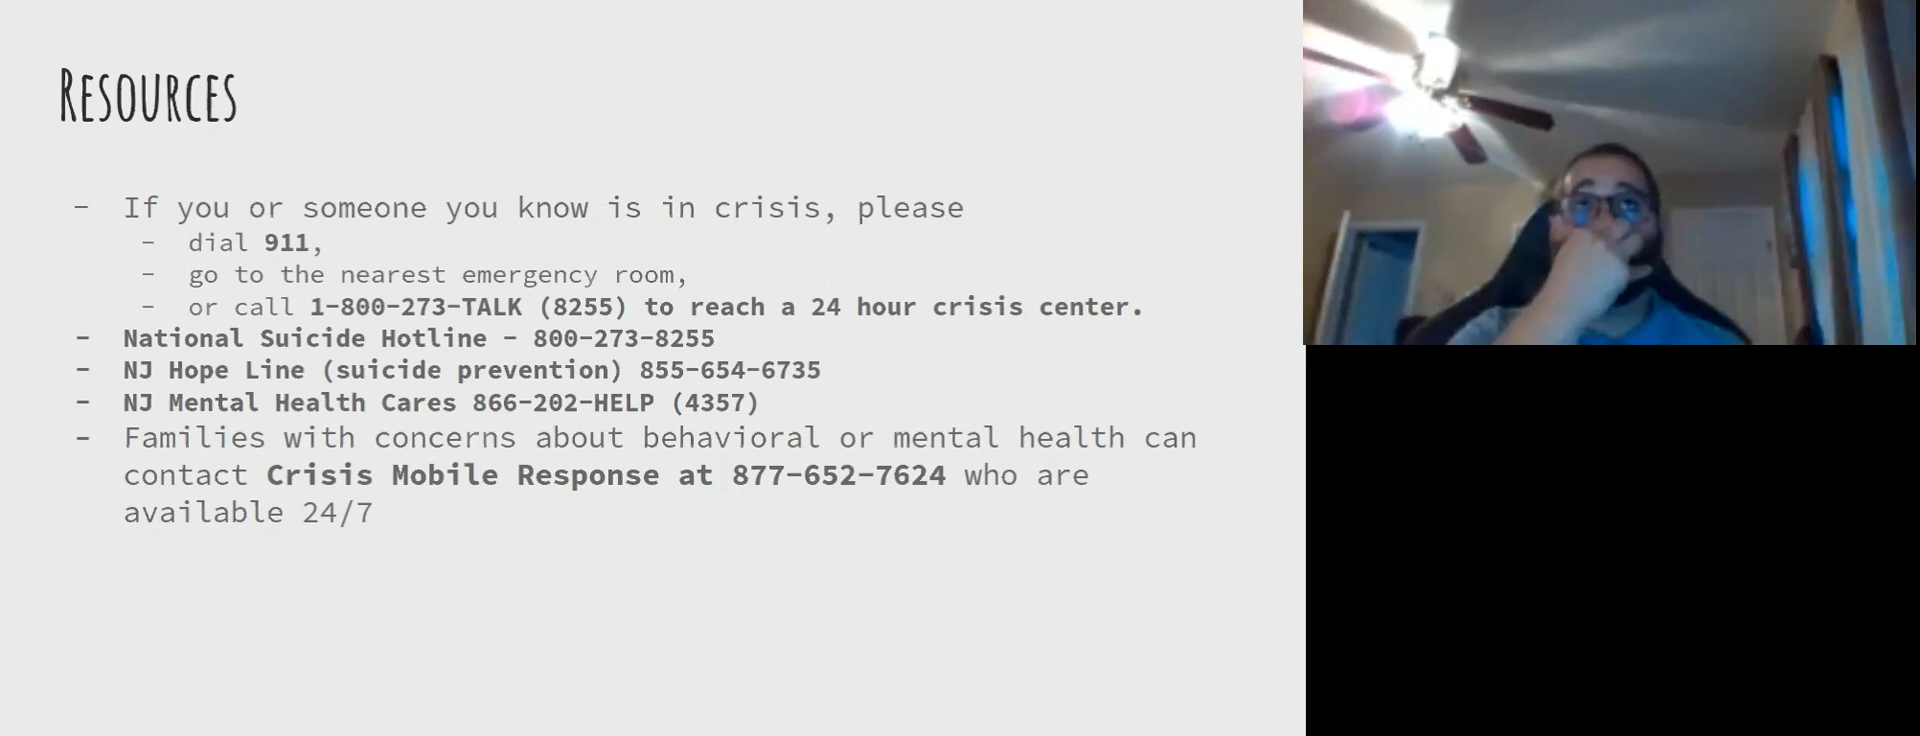 Resources
- If you or someone you know is in crisis, please
- dial 911,
- go to the nearest emergency room,
- or call 1-800-273-TALK (8255) to reach a 24 hour crisis center.
- National Suicide Hotline - 800-273-8255
- NJ Hope Line (suicide prevention) 855-654-6735
- NJ Mental Health Cares 866-202-HELP (4357)
- Families with concerns about behavioral or mental health can
contact Crisis Mobile Response at 877-652-7624 who are
available 24/7